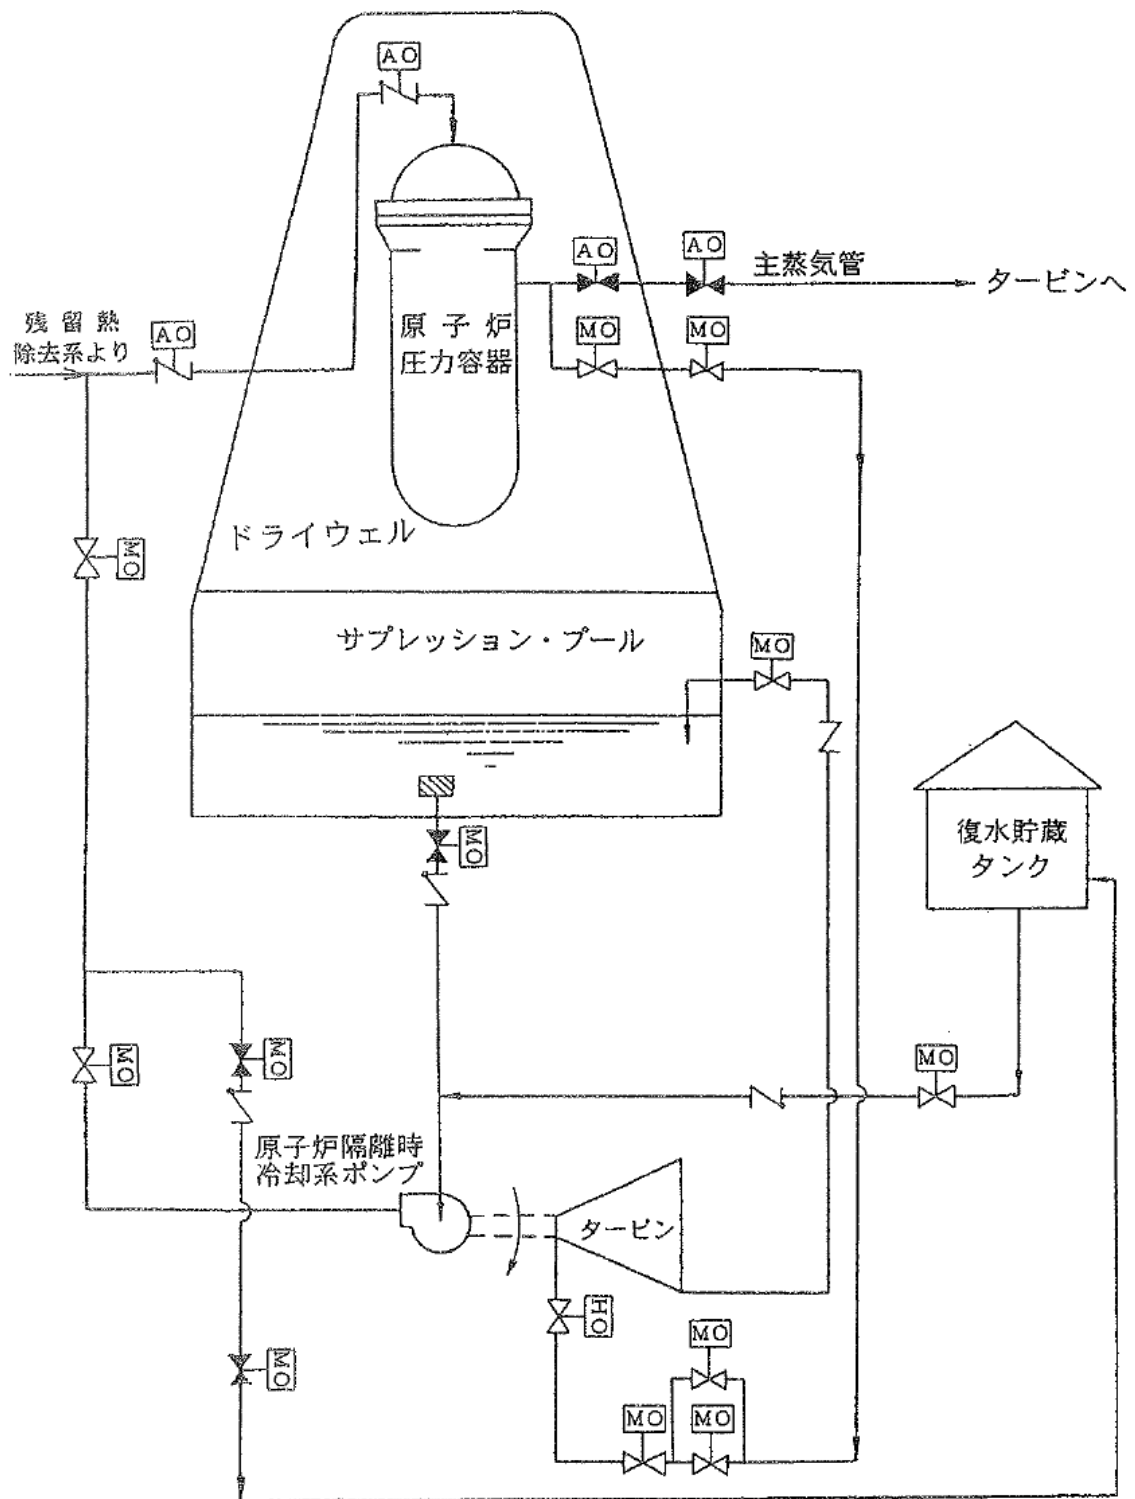 AO
AO
AO
主蒸気管
タービンへ
残留熱
除去系より
AO
MO
MO
原子炉
圧力容器
MO
ドライウェル
サプレッション・プール
MO
MO
復水貯蔵
タンク
MO
MO
MO
原子炉隔離時
冷却系ポンプ
タービン
HO
MO
MO
MO
MO